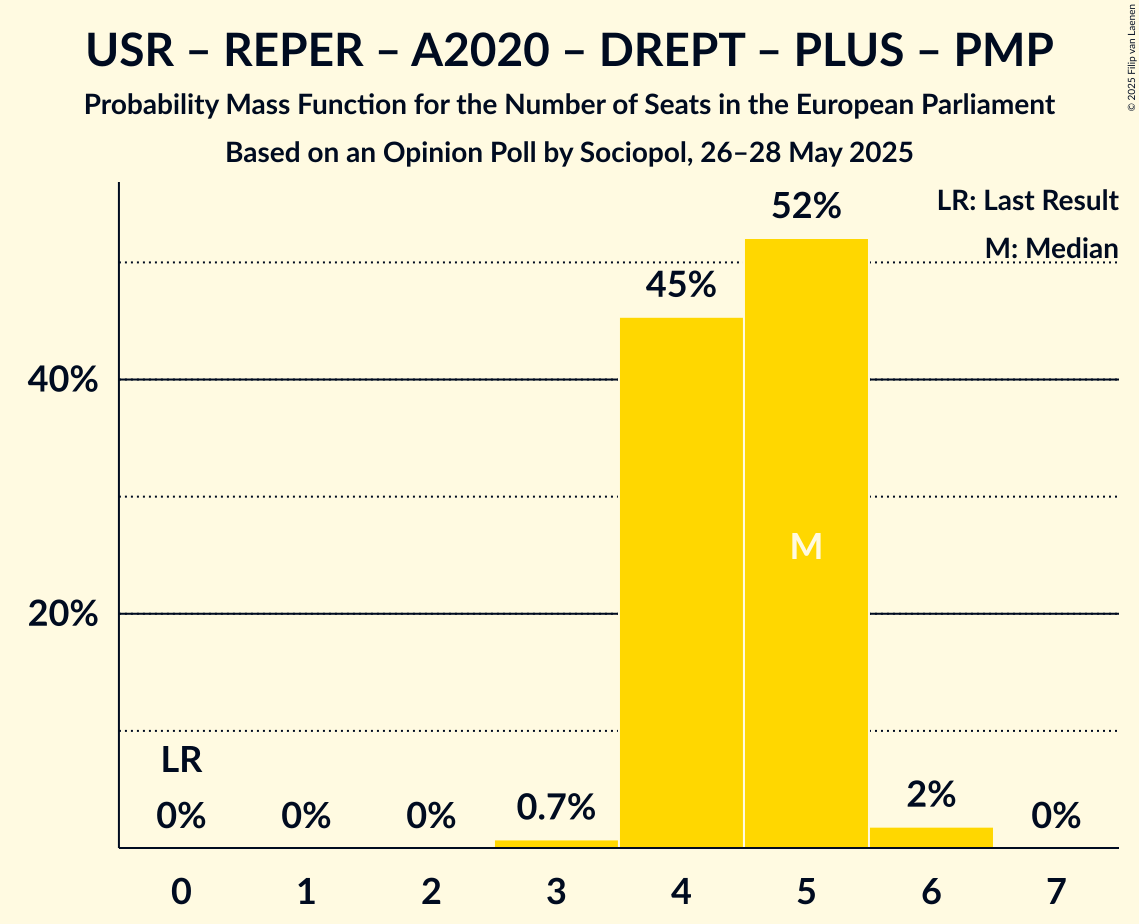 USR – REPER – A2020 – DREPT – PLUS – PMP
Probability Mass Function for the Number of Seats in the European Parliament
Based on an Opinion Poll by Sociopol, 26–28 May 2025
© 2025 Filip van Laenen
LR: Last Result
M: Median
52%
45%
40%
M
20%
LR
0%
0%
0%
0.7%
2%
0%
0 1 2 3 4 5 6 7